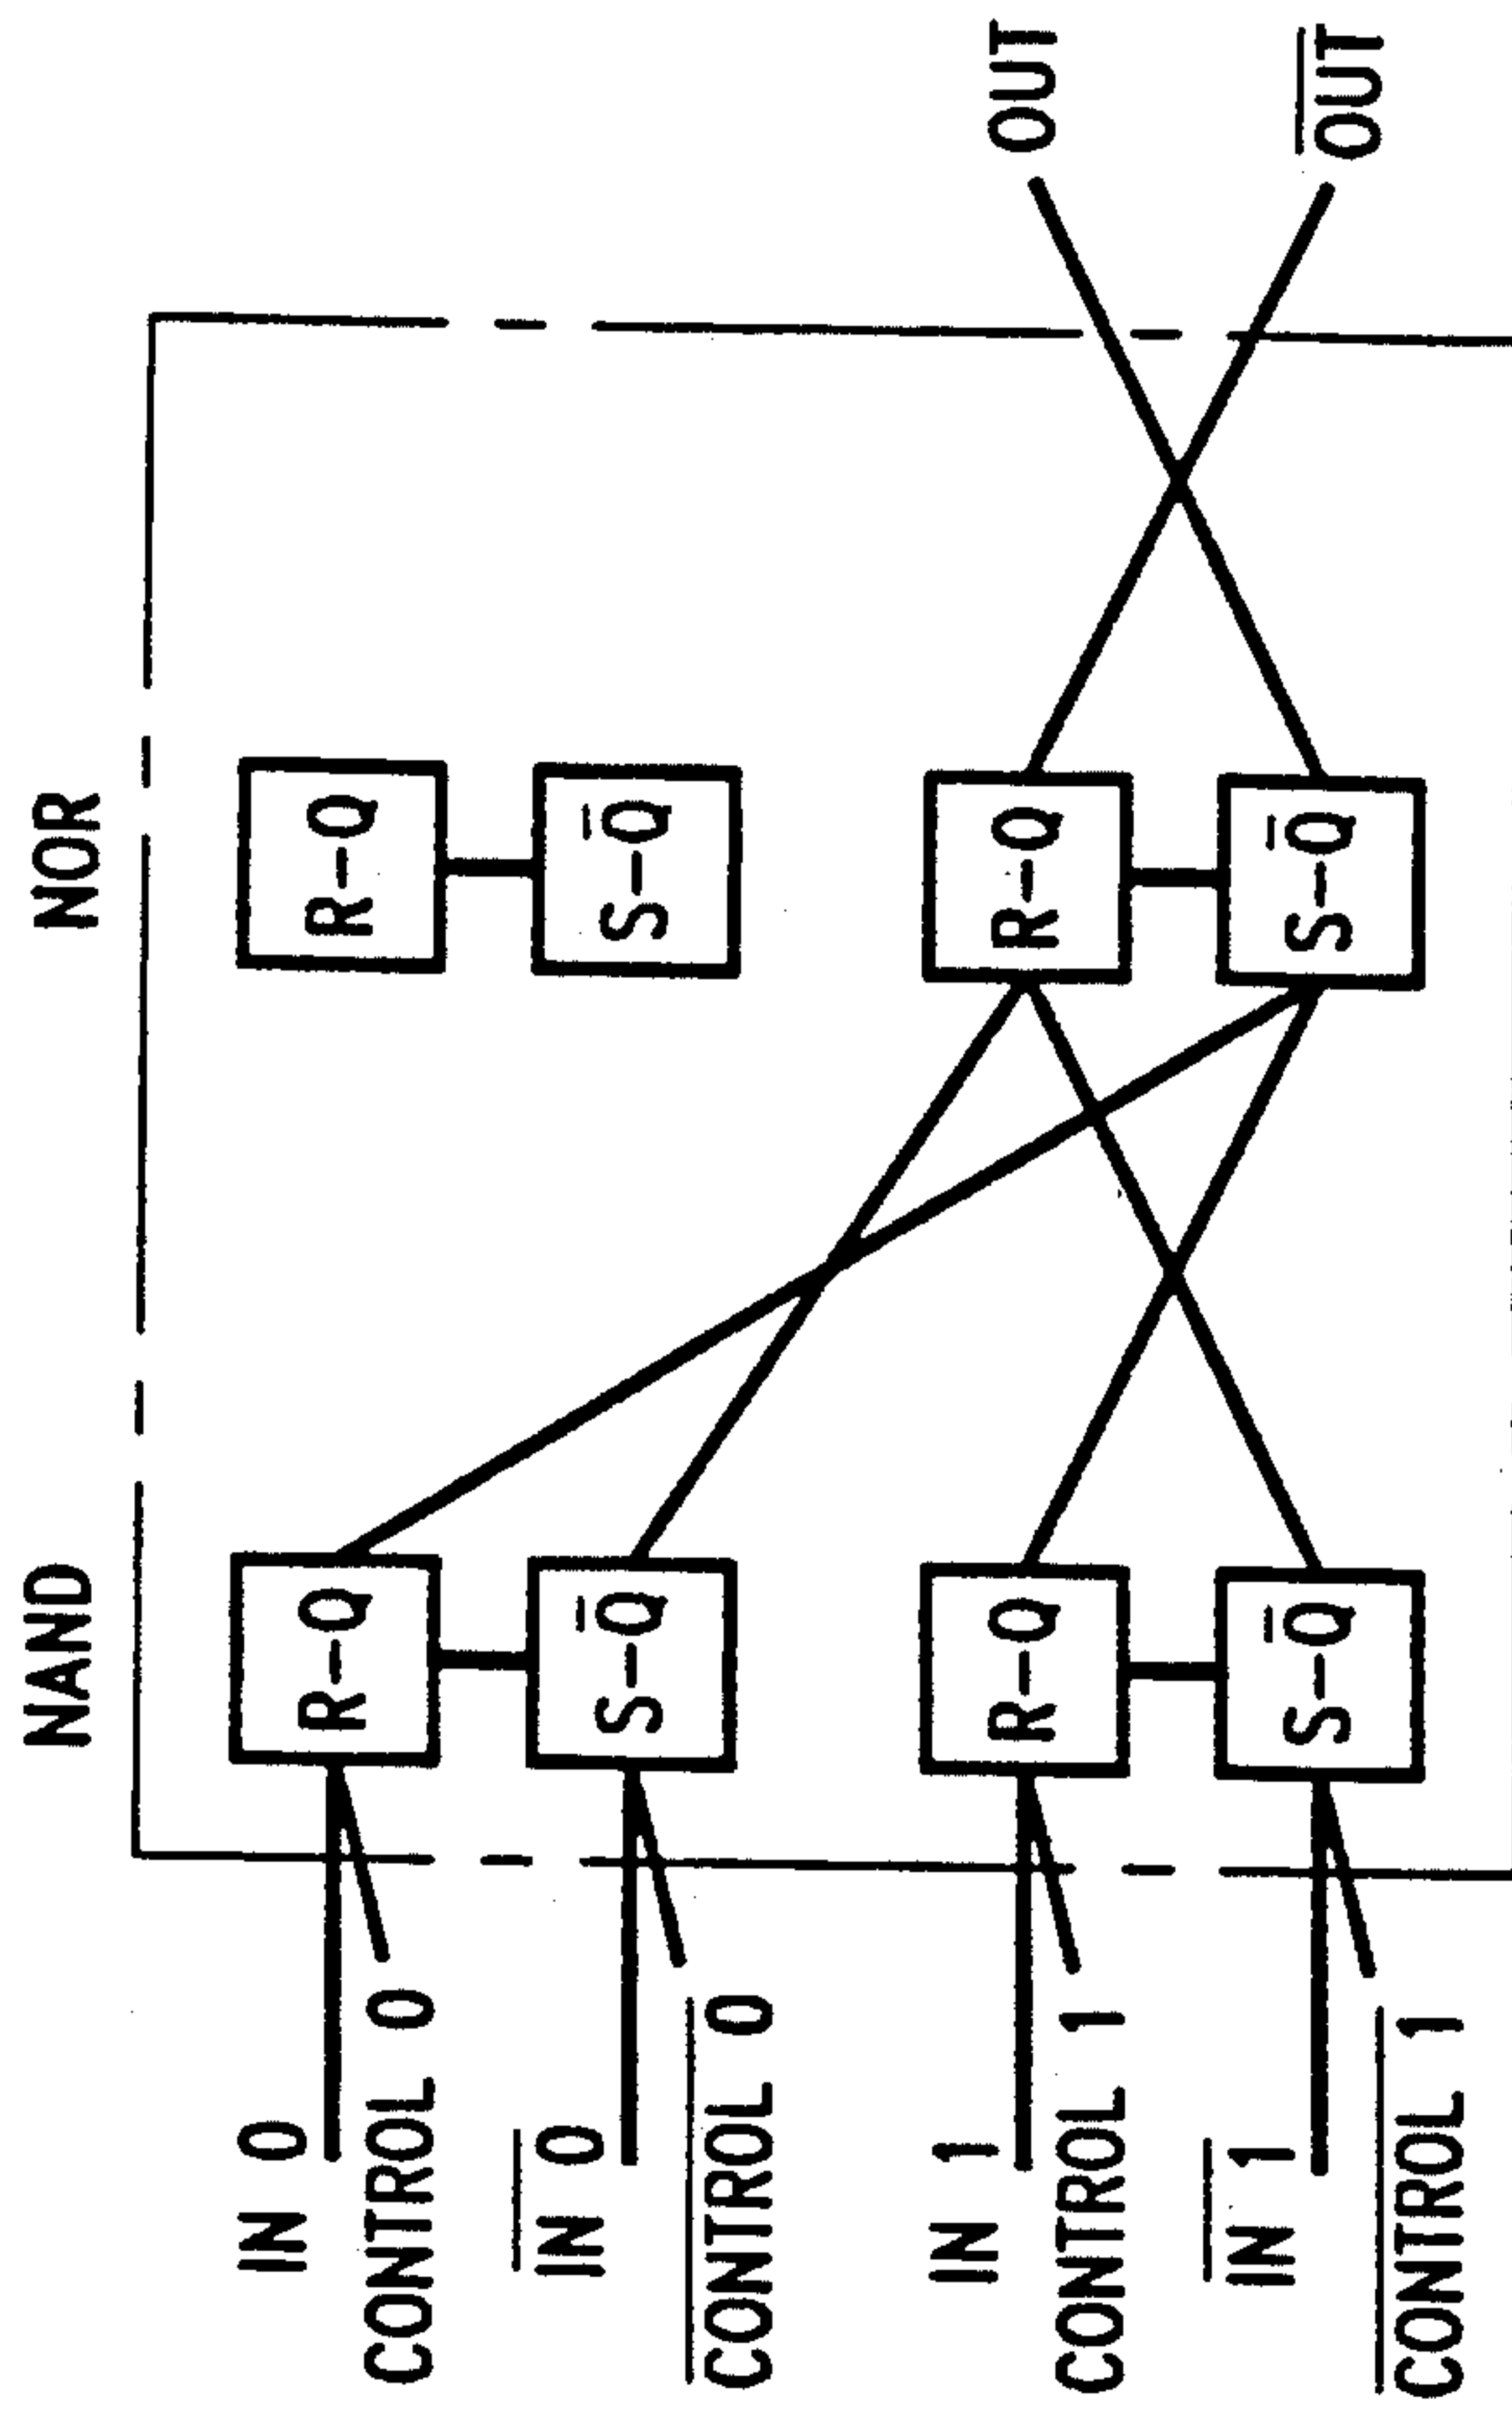 NAND
NOR
IN 0
R–Q
R–Q
CONTROL 0
I̅N̅ 0̅
S–Q̅
S–Q̅
C̅O̅N̅T̅R̅O̅L̅ 0̅
IN 1
R–Q
R–Q
OUT
CONTROL 1
I̅N̅ 1̅
S–Q̅
S–Q̅
O̅U̅T̅
C̅O̅N̅T̅R̅O̅L̅ 1̅